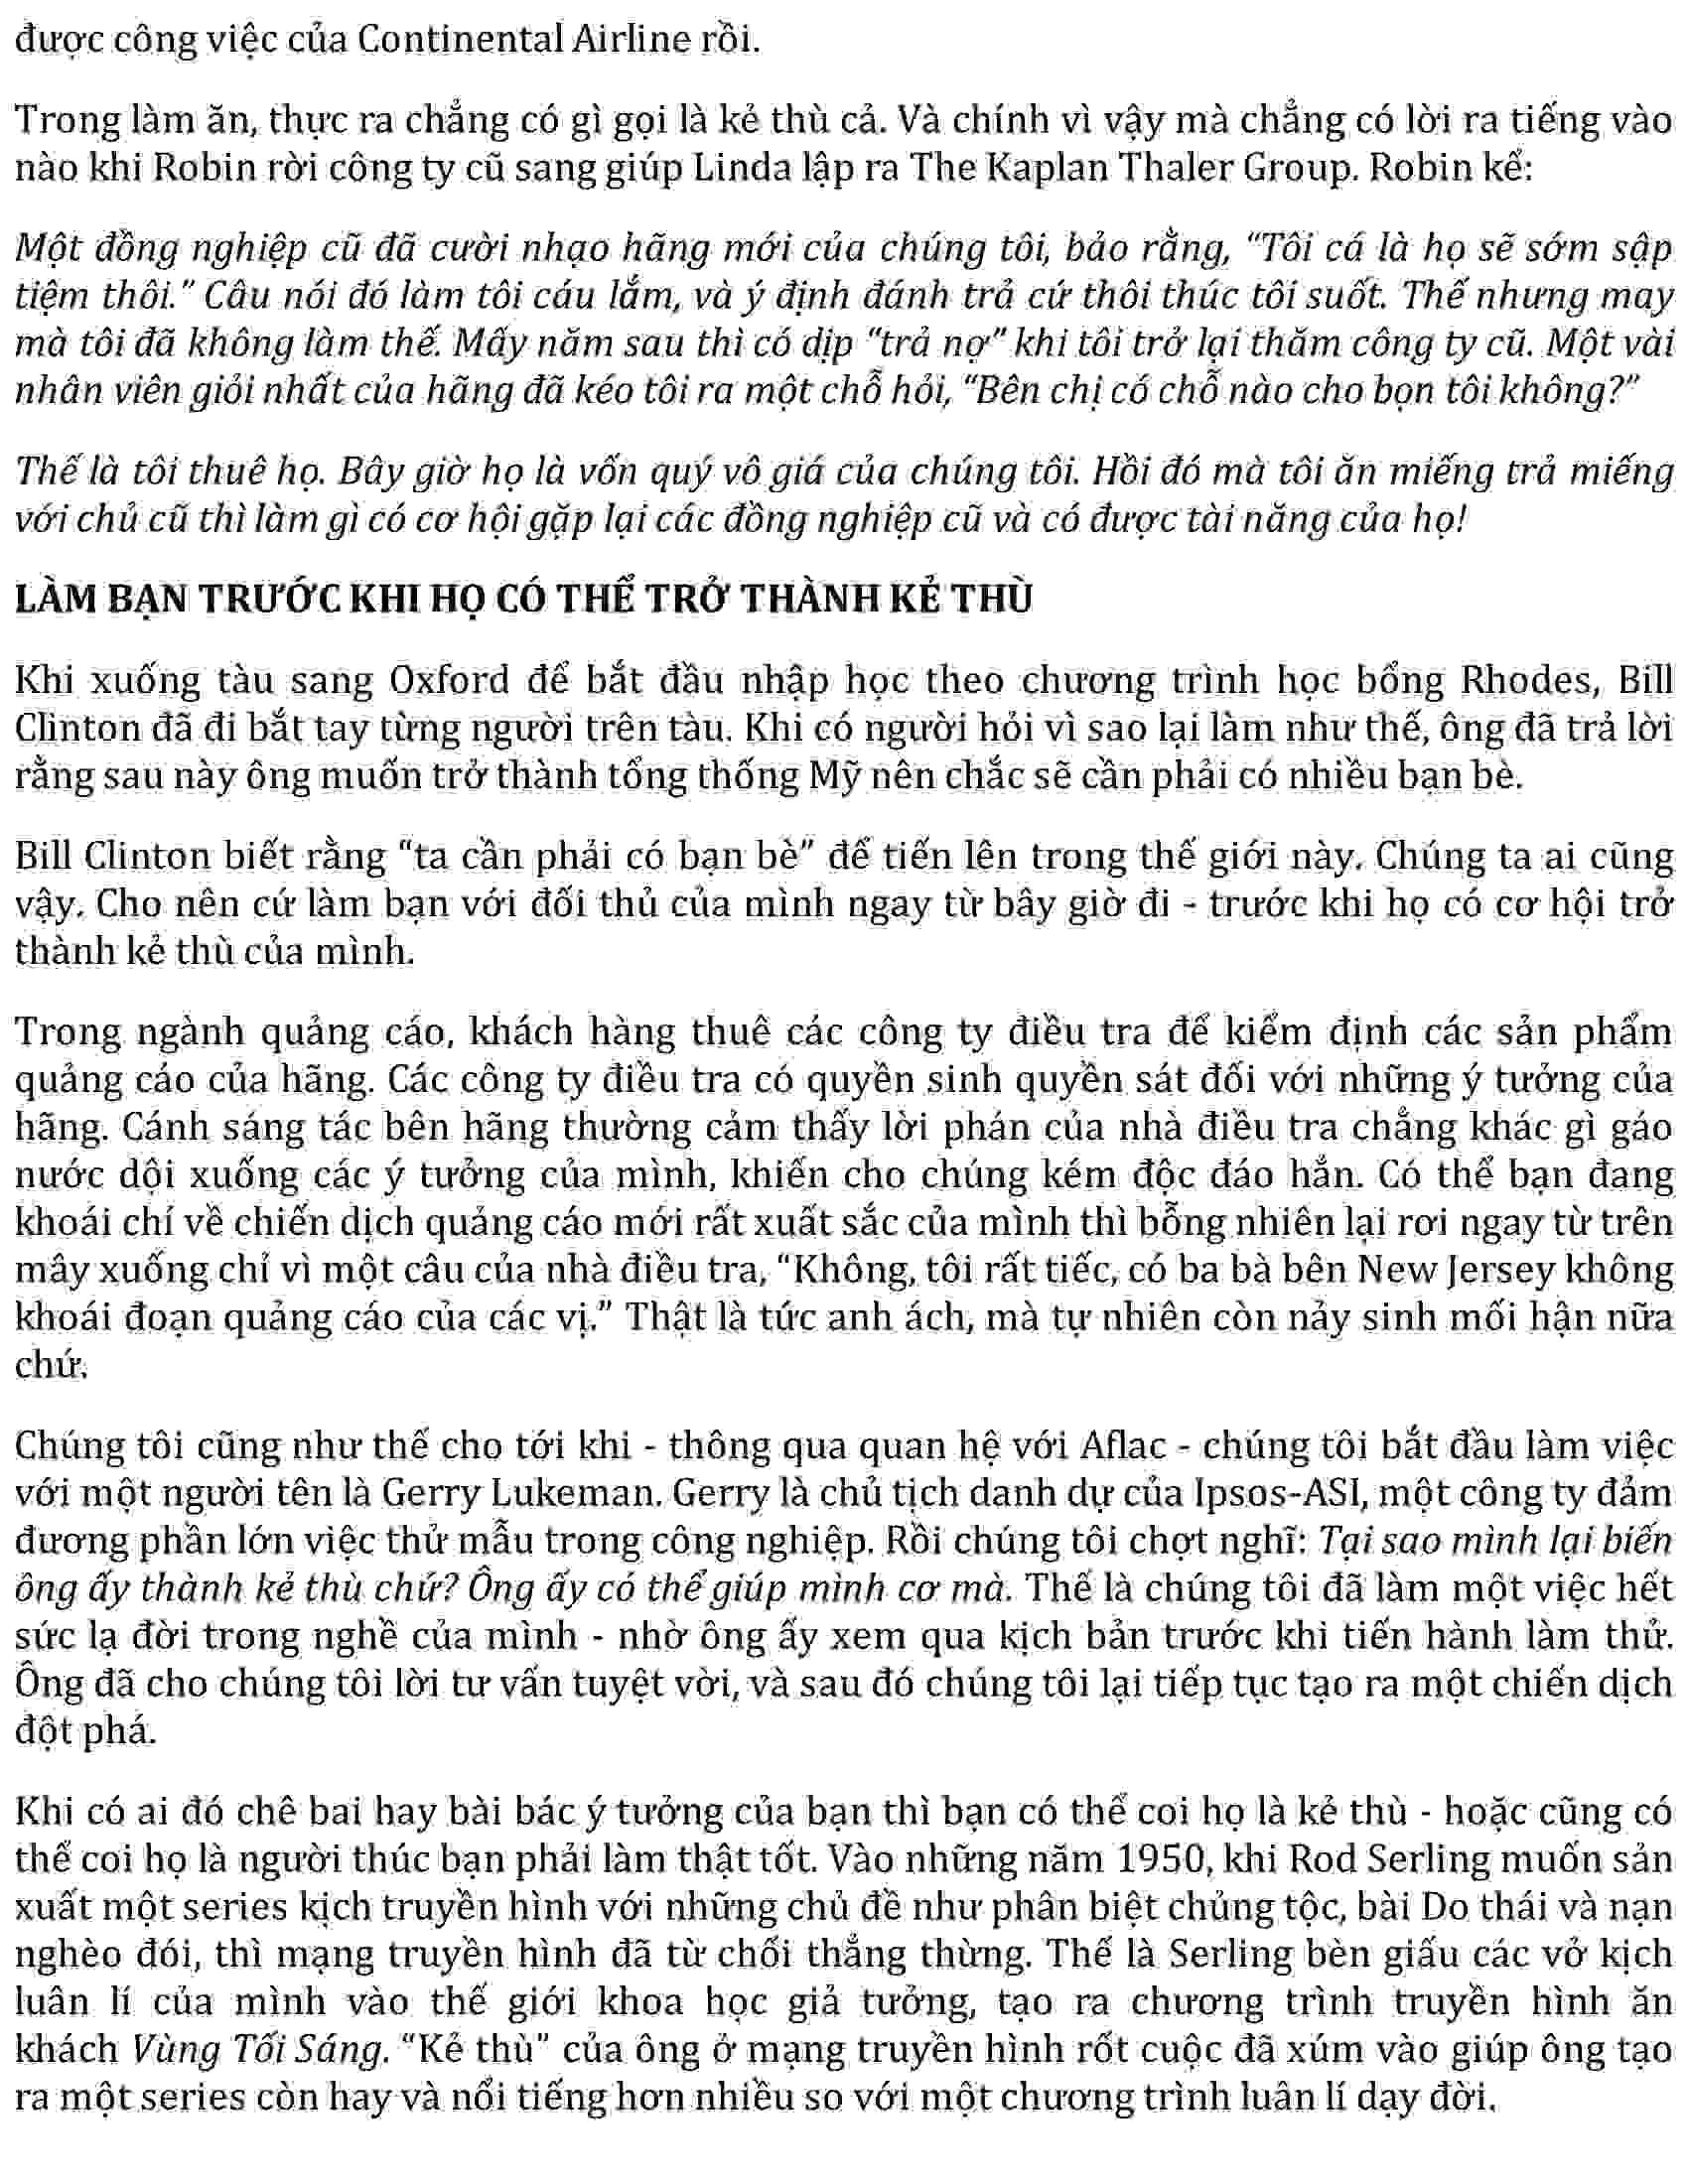 được công việc của Continental Airline rồi.
Trong làm ăn, thực ra chẳng có gì gọi là kẻ thù cả. Và chính vì vậy mà chẳng có lời ra tiếng vào
nào khi Robin rời công ty cũ sang giúp Linda lập ra The Kaplan Thaler Group. Robin kể:
Một đồng nghiệp cũ đã cười nhạo hãng mới của chúng tôi, bảo rằng, “Tôi cá là họ sẽ sớm sập
tiệm thôi.” Câu nói đó làm tôi cáu lắm, và ý định đánh trả cứ thôi thúc tôi suốt. Thế nhưng may
mà tôi đã không làm thế. Mấy năm sau thì có dịp “trả nợ” khi tôi trở lại thăm công ty cũ. Một vài
nhân viên giỏi nhất của hãng đã kéo tôi ra một chỗ hỏi, “Bên chị có chỗ nào cho bọn tôi không?”
Thế là tôi thuê họ. Bây giờ họ là vốn quý vô giá của chúng tôi. Hồi đó mà tôi ăn miếng trả miếng
với chủ cũ thì làm gì có cơ hội gặp lại các đồng nghiệp cũ và có được tài năng của họ!
LÀM BẠN TRƯỚC KHI HỌ CÓ THỂ TRỞ THÀNH KẺ THÙ
Khi xuống tàu sang Oxford để bắt đầu nhập học theo chương trình học bổng Rhodes, Bill
Clinton đã đi bắt tay từng người trên tàu. Khi có người hỏi vì sao lại làm như thế, ông đã trả lời
rằng sau này ông muốn trở thành tổng thống Mỹ nên chắc sẽ cần phải có nhiều bạn bè.
Bill Clinton biết rằng “ta cần phải có bạn bè” để tiến lên trong thế giới này. Chúng ta ai cũng
vậy. Cho nên cứ làm bạn với đối thủ của mình ngay từ bây giờ đi - trước khi họ có cơ hội trở
thành kẻ thù của mình.
Trong ngành quảng cáo, khách hàng thuê các công ty điều tra để kiểm định các sản phẩm
quảng cáo của hãng. Các công ty điều tra có quyền sinh quyền sát đối với những ý tưởng của
hãng. Cánh sáng tác bên hãng thường cảm thấy lời phán của nhà điều tra chẳng khác gì gáo
nước dội xuống các ý tưởng của mình, khiến cho chúng kém độc đáo hẳn. Có thể bạn đang
khoái chí về chiến dịch quảng cáo mới rất xuất sắc của mình thì bỗng nhiên lại rơi ngay từ trên
mây xuống chỉ vì một câu của nhà điều tra, “Không, tôi rất tiếc, có ba bà bên New Jersey không
khoái đoạn quảng cáo của các vị.” Thật là tức anh ách, mà tự nhiên còn nảy sinh mối hận nữa
chứ.
Chúng tôi cũng như thế cho tới khi - thông qua quan hệ với Aflac - chúng tôi bắt đầu làm việc
với một người tên là Gerry Lukeman. Gerry là chủ tịch danh dự của Ipsos-ASI, một công ty đảm
đương phần lớn việc thử mẫu trong công nghiệp. Rồi chúng tôi chợt nghĩ: Tại sao mình lại biến
ông ấy thành kẻ thù chứ? Ông ấy có thể giúp mình cơ mà. Thế là chúng tôi đã làm một việc hết
sức lạ đời trong nghề của mình - nhờ ông ấy xem qua kịch bản trước khi tiến hành làm thử.
Ông đã cho chúng tôi lời tư vấn tuyệt vời, và sau đó chúng tôi lại tiếp tục tạo ra một chiến dịch
đột phá.
Khi có ai đó chê bai hay bài bác ý tưởng của bạn thì bạn có thể coi họ là kẻ thù - hoặc cũng có
thể coi họ là người thúc bạn phải làm thật tốt. Vào những năm 1950, khi Rod Serling muốn sản
xuất một series kịch truyền hình với những chủ đề như phân biệt chủng tộc, bài Do thái và nạn
nghèo đói, thì mạng truyền hình đã từ chối thẳng thừng. Thế là Serling bèn giấu các vở kịch
luân lí của mình vào thế giới khoa học giả tưởng, tạo ra chương trình truyền hình ăn
khách Vùng Tối Sáng. “Kẻ thù” của ông ở mạng truyền hình rốt cuộc đã xúm vào giúp ông tạo
ra một series còn hay và nổi tiếng hơn nhiều so với một chương trình luân lí dạy đời.